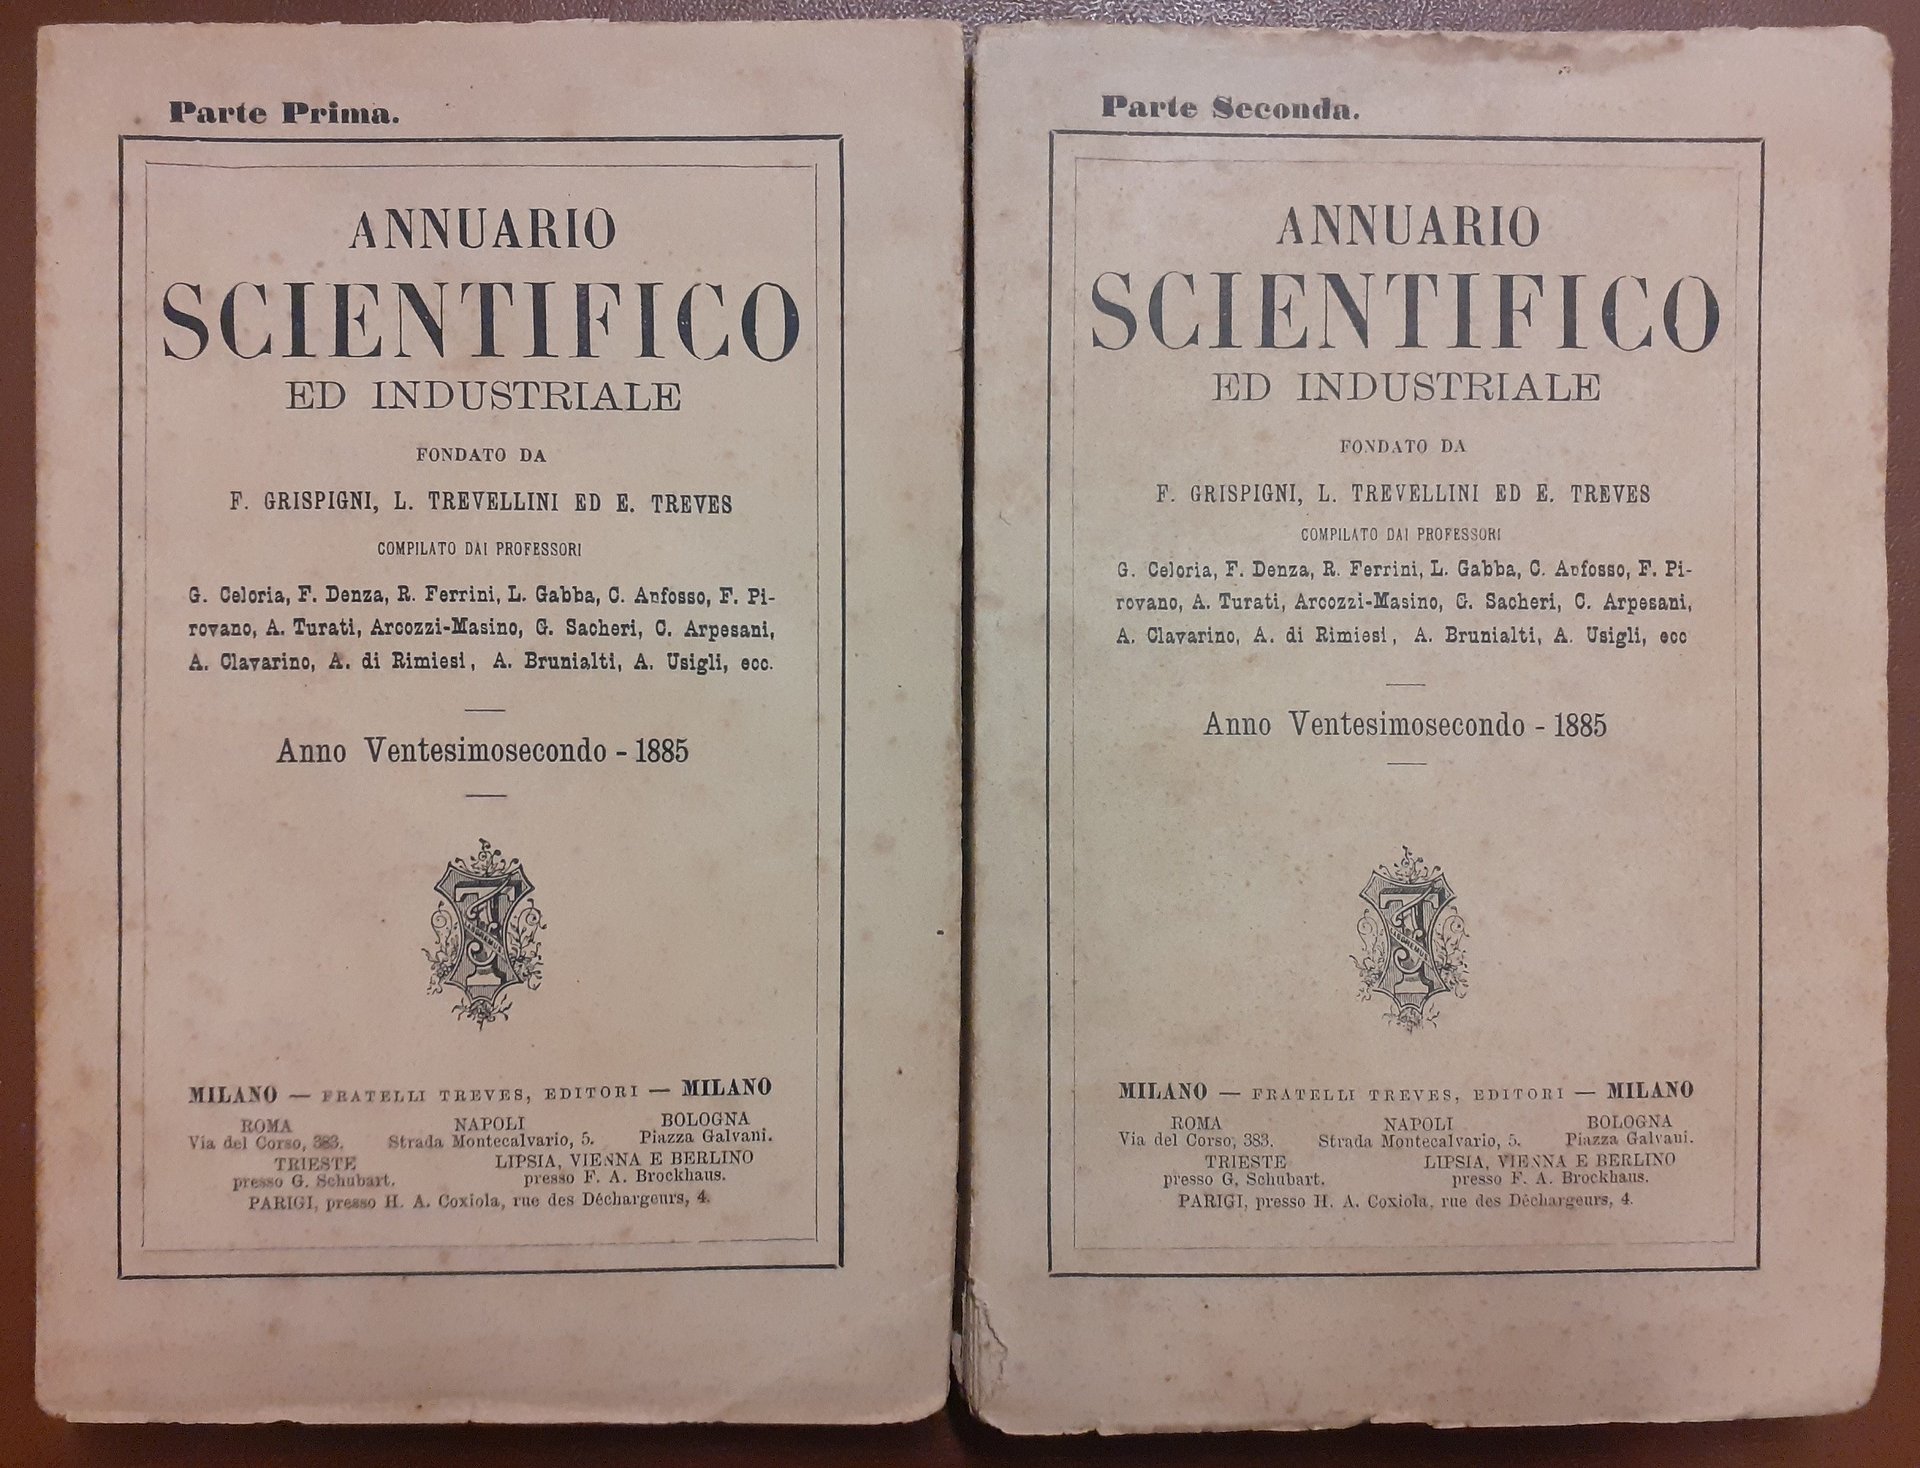 Parte Prima.
ANNUARIO
SCIENTIFICO
ED INDUSTRIALE
FONDATO DA
F. GRISPIGNI, L. TREVELLINI ED E. TREVES
COMPILATO DAI PROFESSORI
G. Celoria, F. Denza, R. Ferrini, L. Gabba, C. Anfosso, F. Pi-
rovano, A. Turati, Arcozzi-Masino, G. Sacheri, C. Arpesani,
A. Clavarino, A. di Rimiesi, A. Brunialti, A. Usigli, ecc.
Anno Ventesimosecondo - 1885
MILANO — FRATELLI TREVES, EDITORI — MILANO
ROMA NAPOLI BOLOGNA
Via del Corso, 383. Strada Montecalvario, 5. Piazza Galvani.
TRIESTE LIPSIA, VIENNA E BERLINO
presso G. Schubart. presso F. A. Brockhaus.
PARIGI, presso H. A. Coxiola, rue des Déchargeurs, 4.
Parte Seconda.
ANNUARIO
SCIENTIFICO
ED INDUSTRIALE
FONDATO DA
F. GRISPIGNI, L. TREVELLINI ED E. TREVES
COMPILATO DAI PROFESSORI
G. Celoria, F. Denza, R. Ferrini, L. Gabba, C. Anfosso, F. Pi-
rovano, A. Turati, Arcozzi-Masino, G. Sacheri, C. Arpesani,
A. Clavarino, A. di Rimiesi, A. Brunialti, A. Usigli, ecc
Anno Ventesimosecondo - 1885
MILANO — FRATELLI TREVES, EDITORI — MILANO
ROMA NAPOLI BOLOGNA
Via del Corso, 383. Strada Montecalvario, 5. Piazza Galvani.
TRIESTE LIPSIA, VIENNA E BERLINO
presso G. Schubart. presso F. A. Brockhaus.
PARIGI, presso H. A. Coxiola, rue des Déchargeurs, 4.